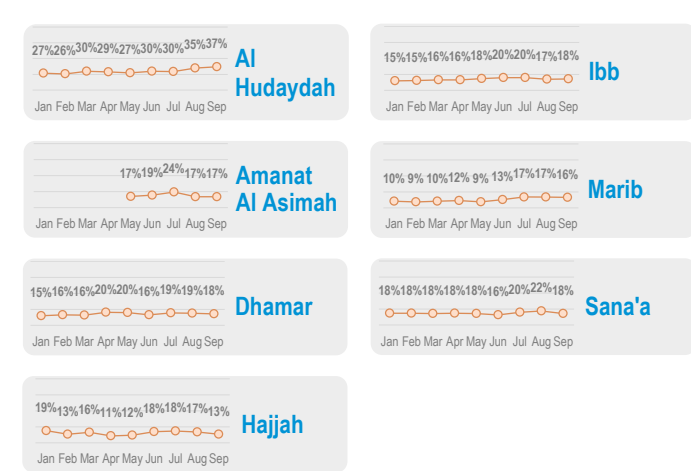 27% 26% 30% 29% 27% 30% 30% 35% 37%
Al
Hudaydah
Jan Feb Mar Apr May Jun Jul Aug Sep
15% 15% 16% 16% 18% 20% 20% 17% 18%
Ibb
Jan Feb Mar Apr May Jun Jul Aug Sep
17% 19% 24% 17% 17%
Amanat
Al Asimah
Jan Feb Mar Apr May Jun Jul Aug Sep
10% 9% 10% 12% 9% 13% 17% 17% 16%
Marib
Jan Feb Mar Apr May Jun Jul Aug Sep
15% 16% 16% 20% 20% 16% 19% 19% 18%
Dhamar
Jan Feb Mar Apr May Jun Jul Aug Sep
18% 18% 18% 18% 18% 16% 20% 22% 18%
Sana'a
Jan Feb Mar Apr May Jun Jul Aug Sep
19% 13% 16% 11% 12% 18% 18% 17% 13%
Hajjah
Jan Feb Mar Apr May Jun Jul Aug Sep